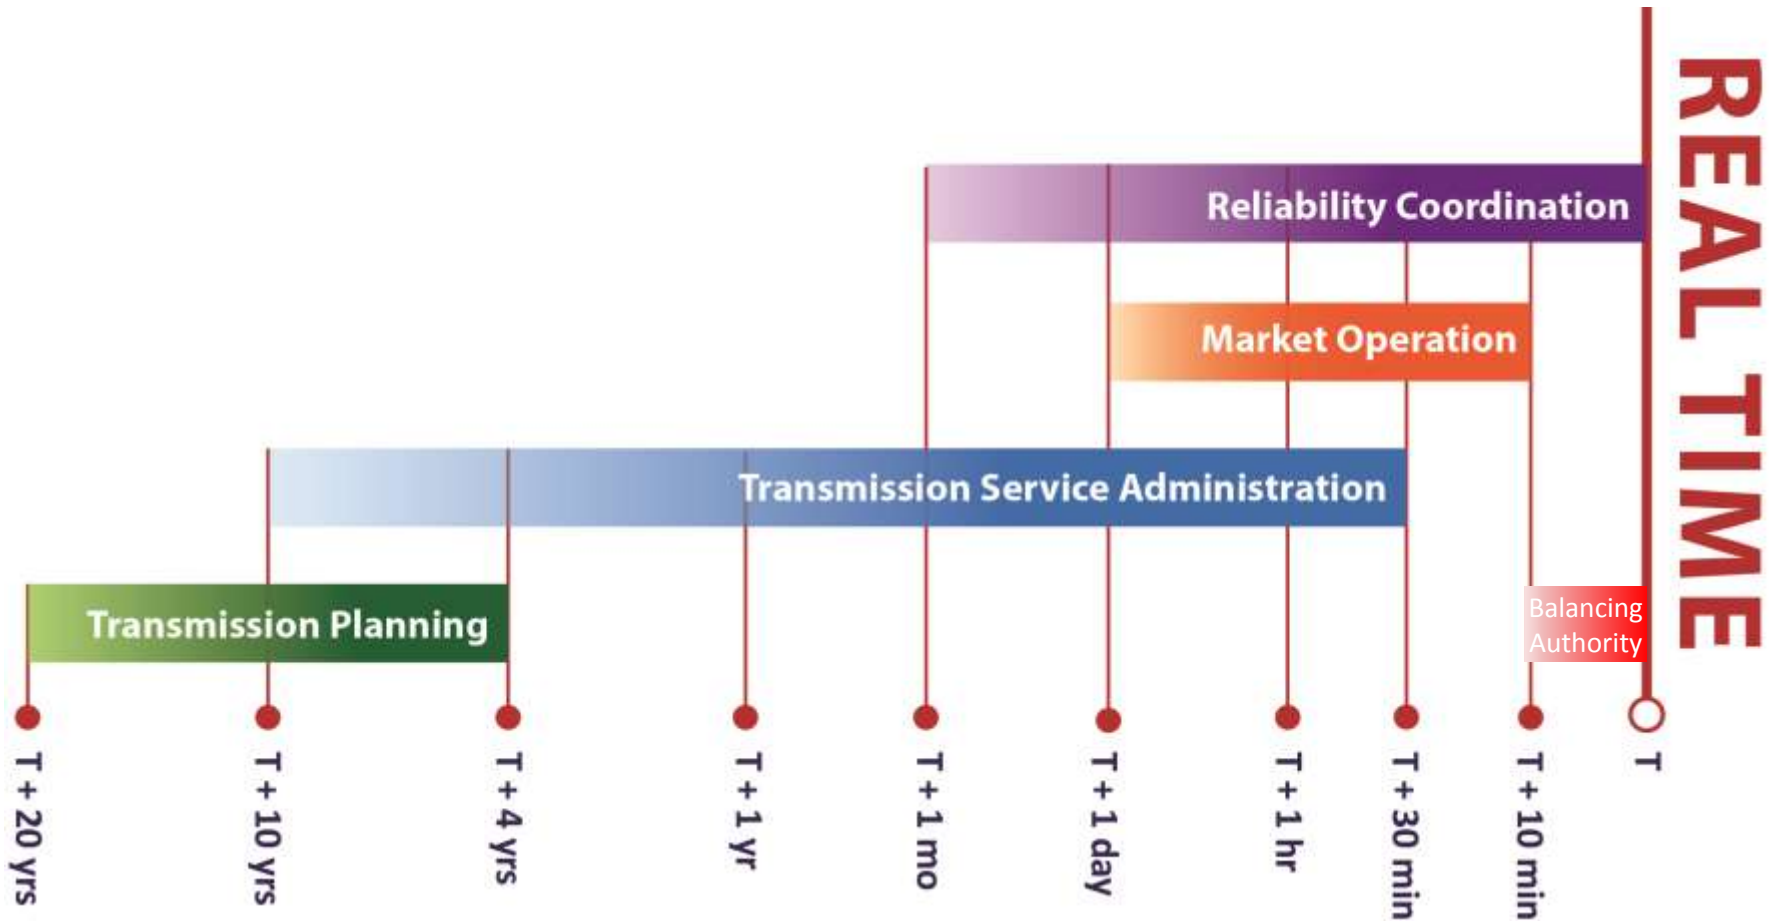 REAL TIME
Reliability Coordination
Market Operation
Transmission Service Administration
Transmission Planning
Balancing
Authority
T + 20 yrs
T + 10 yrs
T + 4 yrs
T + 1 yr
T + 1 mo
T + 1 day
T + 1 hr
T + 30 min
T + 10 min
T